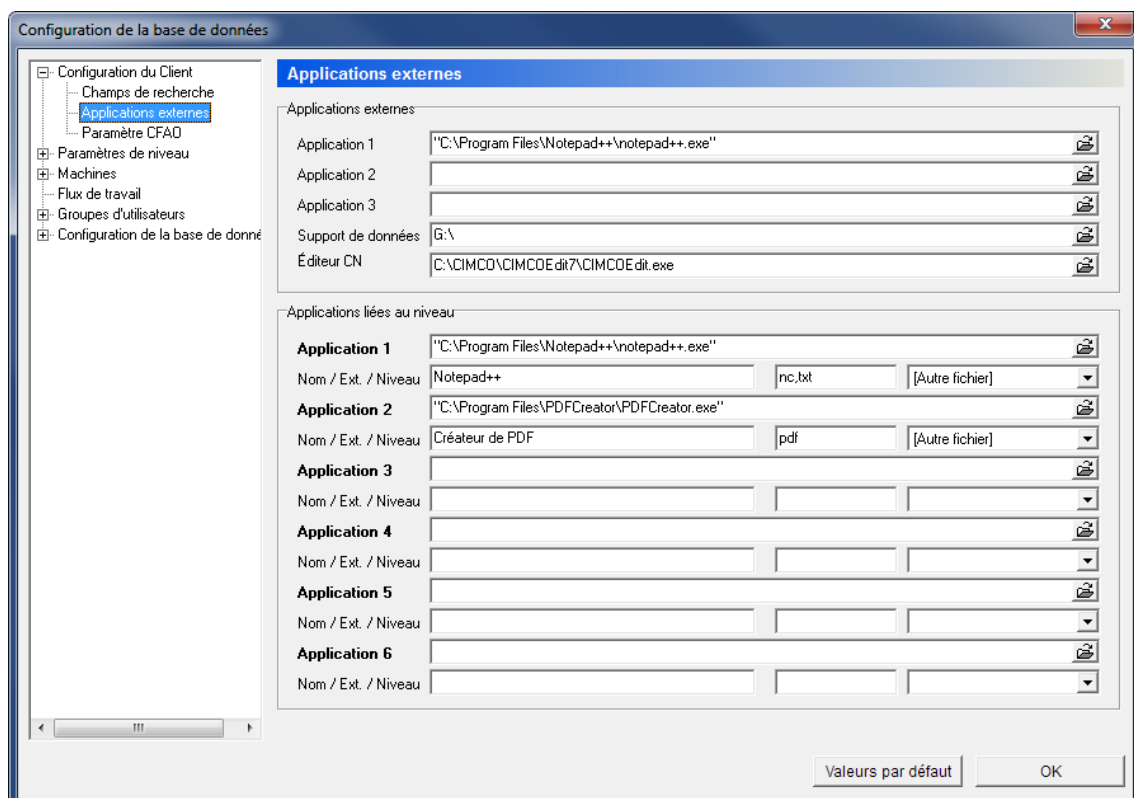 Configuration de la base de données
Configuration du Client
Champs de recherche
Applications externes
Paramètre CFAO
Paramètres de niveau
Machines
Flux de travail
Groupes d'utilisateurs
Configuration de la base de donné
Applications externes
Applications externes
Application 1 "C:\Program Files\Notepad++\notepad++.exe"
Application 2
Application 3
Support de données G:\
Éditeur CN C:\CIMCO\CIMCOEdit7\CIMCOEdit.exe
Applications liées au niveau
Application 1 "C:\Program Files\Notepad++\notepad++.exe"
Nom / Ext. / Niveau Notepad++ nc,txt [Autre fichier]
Application 2 "C:\Program Files\PDFCreator\PDFCreator.exe"
Nom / Ext. / Niveau Créateur de PDF pdf [Autre fichier]
Application 3
Nom / Ext. / Niveau
Application 4
Nom / Ext. / Niveau
Application 5
Nom / Ext. / Niveau
Application 6
Nom / Ext. / Niveau
Valeurs par défaut OK